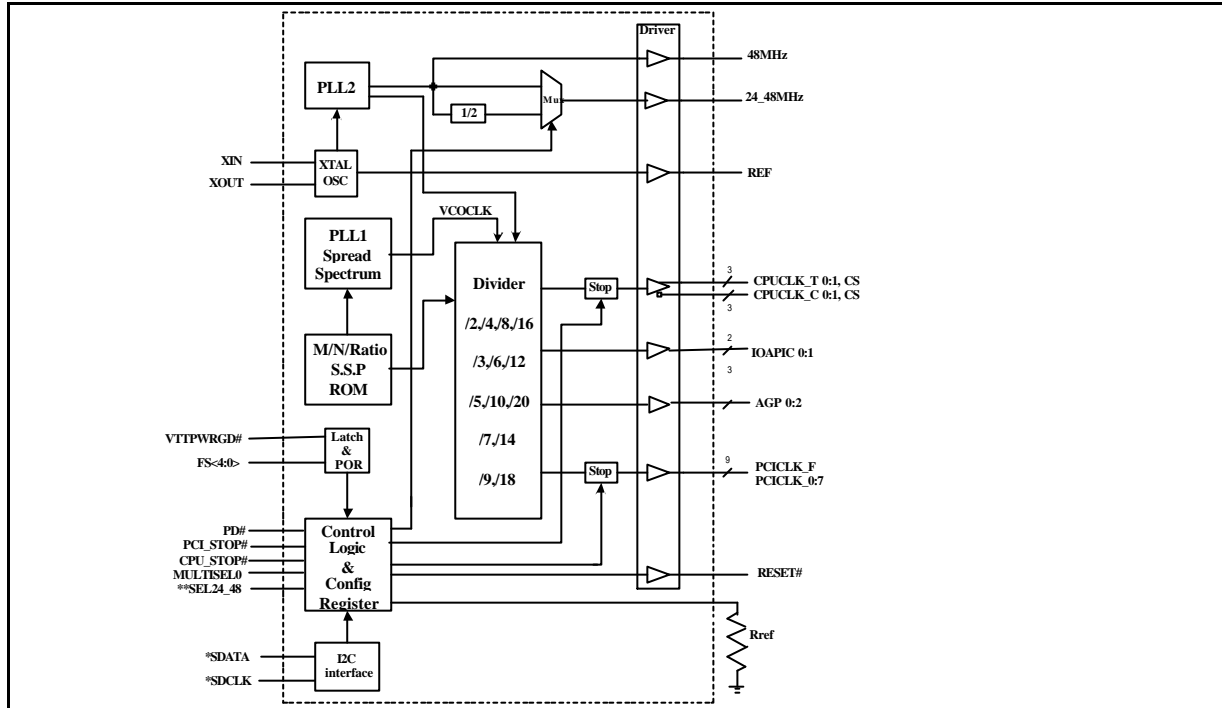 Driver
48MHz
PLL2
Mux
24_48MHz
1/2
XIN
XOUT
XTAL
OSC
REF
VCOCLK
PLL1
Spread
Spectrum
Divider
/2,/4,/8,/16
/3,/6,/12
/5,/10,/20
/7,/14
/9,/18
Stop
3
CPUCLK_T 0:1, CS
CPUCLK_C 0:1, CS
3
M/N/Ratio
S.S.P
ROM
2
IOAPIC 0:1
3
AGP 0:2
VTTPWRGD#
FS<4:0>
Latch
&
POR
Stop
9
PCICLK_F
PCICLK_0:7
PD#
PCI_STOP#
CPU_STOP#
MULTISEL0
**SEL24_48
Control
Logic
&
Config
Register
RESET#
Rref
*SDATA
*SDCLK
I2C
interface